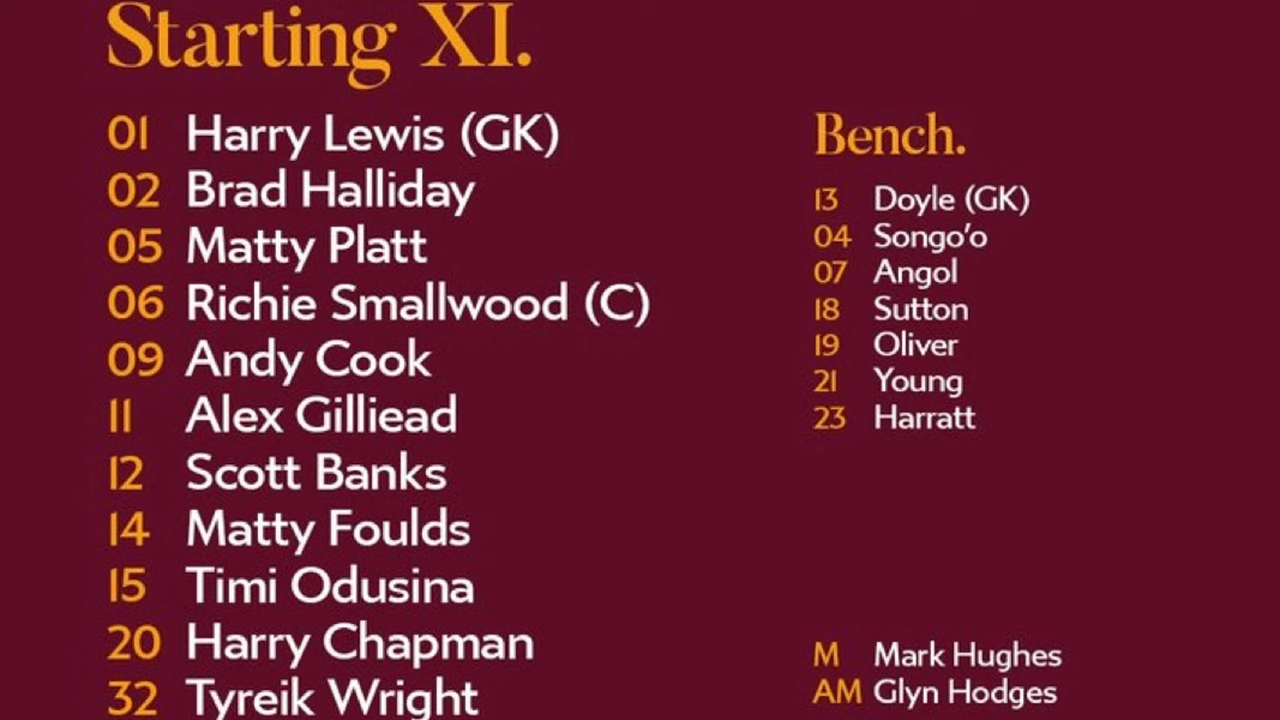 Starting XI.
01 Harry Lewis (GK)
02 Brad Halliday
05 Matty Platt
06 Richie Smallwood (C)
09 Andy Cook
11 Alex Gilliead
12 Scott Banks
14 Matty Foulds
15 Timi Odusina
20 Harry Chapman
32 Tyreik Wright
Bench.
13 Doyle (GK)
04 Songo'o
07 Angol
18 Sutton
19 Oliver
21 Young
23 Harratt
M Mark Hughes
AM Glyn Hodges